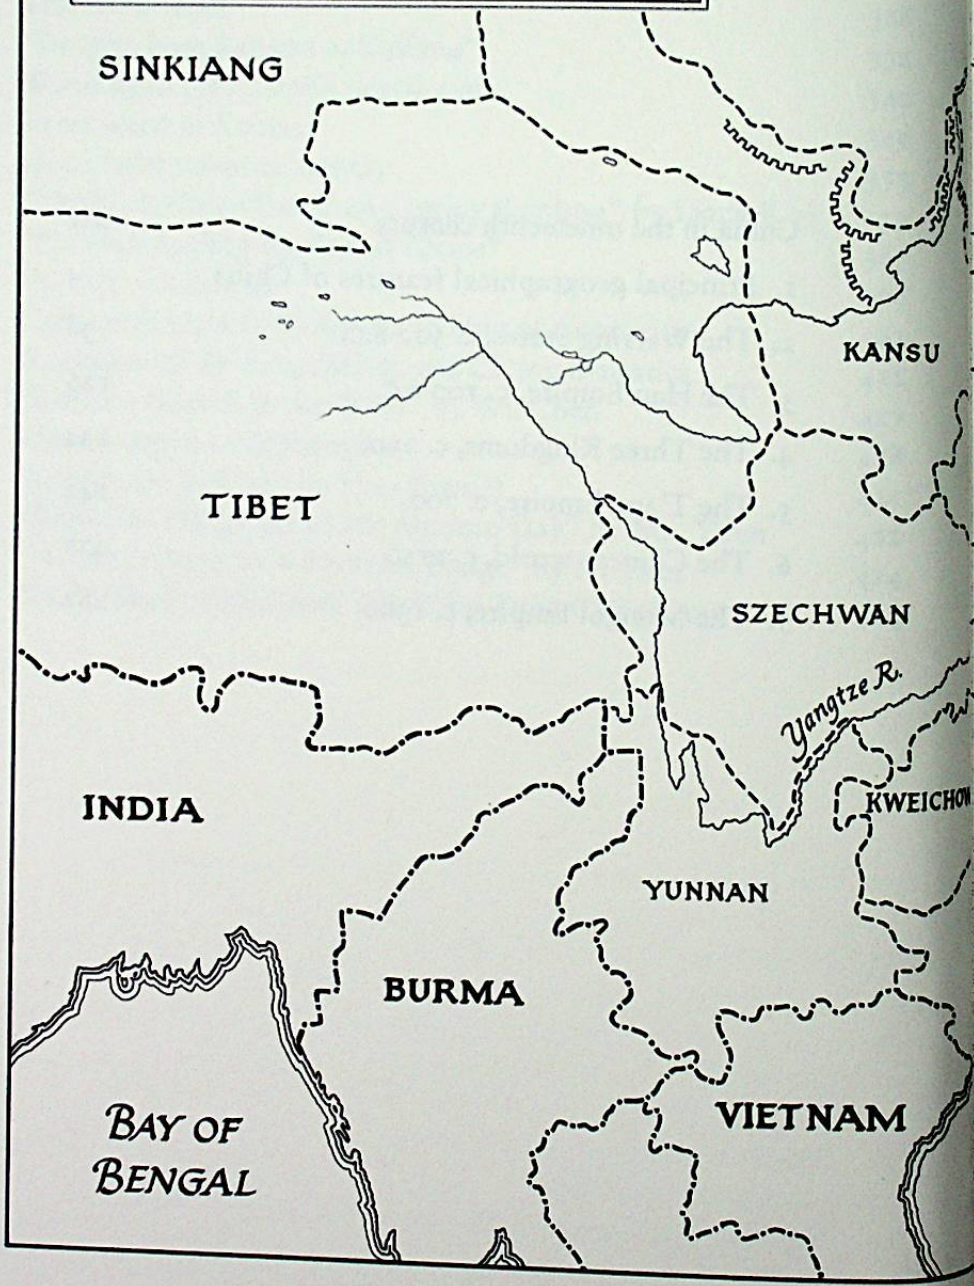 SINKIANG
KANSU
TIBET
SZECHWAN
Yangtze R.
INDIA
KWEICHOW
YUNNAN
BURMA
VIETNAM
BAY OF
BENGAL